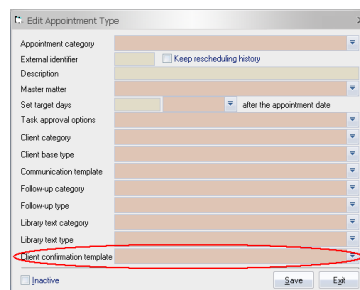 Edit Appointment Type
Appointment category
External identifier Keep rescheduling history
Description
Master matter
Set target days after the appointment date
Task approval options
Client category
Client base type
Communication template
Follow-up category
Follow-up type
Library text category
Library text type
Client confirmation template
Inactive Save Exit